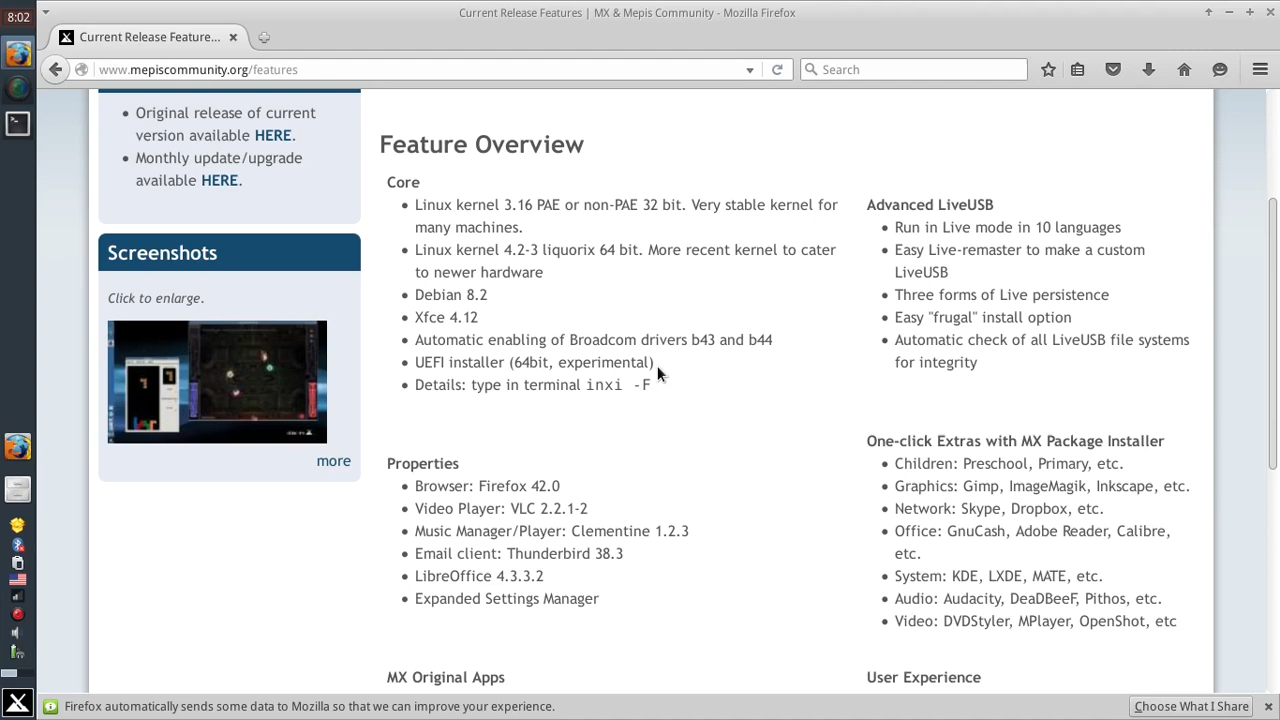 8:02
Current Release Features | MX & Mepis Community - Mozilla Firefox
Current Release Feature...
www.mepiscommunity.org/features
Search
Original release of current
version available HERE.
Monthly update/upgrade
available HERE.
Screenshots
Click to enlarge.
more
Feature Overview
Core
Linux kernel 3.16 PAE or non-PAE 32 bit. Very stable kernel for
many machines.
Linux kernel 4.2-3 liquorix 64 bit. More recent kernel to cater
to newer hardware
Debian 8.2
Xfce 4.12
Automatic enabling of Broadcom drivers b43 and b44
UEFI installer (64bit, experimental)
Details: type in terminal inxi -F
Advanced LiveUSB
Run in Live mode in 10 languages
Easy Live-remaster to make a custom
LiveUSB
Three forms of Live persistence
Easy "frugal" install option
Automatic check of all LiveUSB file systems
for integrity
Properties
Browser: Firefox 42.0
Video Player: VLC 2.2.1-2
Music Manager/Player: Clementine 1.2.3
Email client: Thunderbird 38.3
LibreOffice 4.3.3.2
Expanded Settings Manager
One-click Extras with MX Package Installer
Children: Preschool, Primary, etc.
Graphics: Gimp, ImageMagik, Inkscape, etc.
Network: Skype, Dropbox, etc.
Office: GnuCash, Adobe Reader, Calibre,
etc.
System: KDE, LXDE, MATE, etc.
Audio: Audacity, DeaDBeeF, Pithos, etc.
Video: DVDStyler, MPlayer, OpenShot, etc
MX Original Apps
User Experience
Firefox automatically sends some data to Mozilla so that we can improve your experience.
Choose What I Share